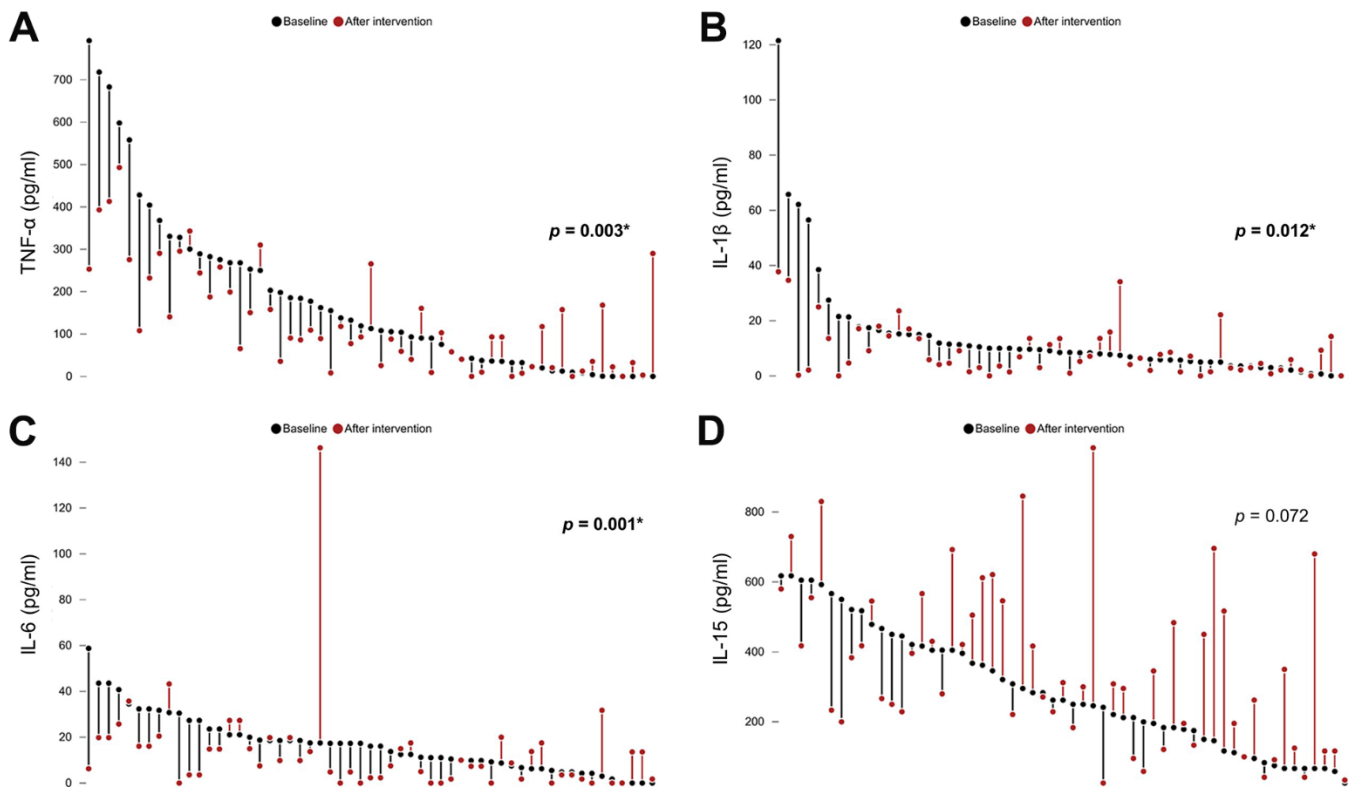 A
Baseline After intervention
TNF-α (pg/ml)
700
600
500
400
300
200
100
0
p = 0.003*
B
Baseline After intervention
IL-1β (pg/ml)
120
100
80
60
40
20
0
p = 0.012*
C
Baseline After intervention
IL-6 (pg/ml)
140
120
100
80
60
40
20
0
p = 0.001*
D
Baseline After intervention
IL-15 (pg/ml)
800
600
400
200
p = 0.072